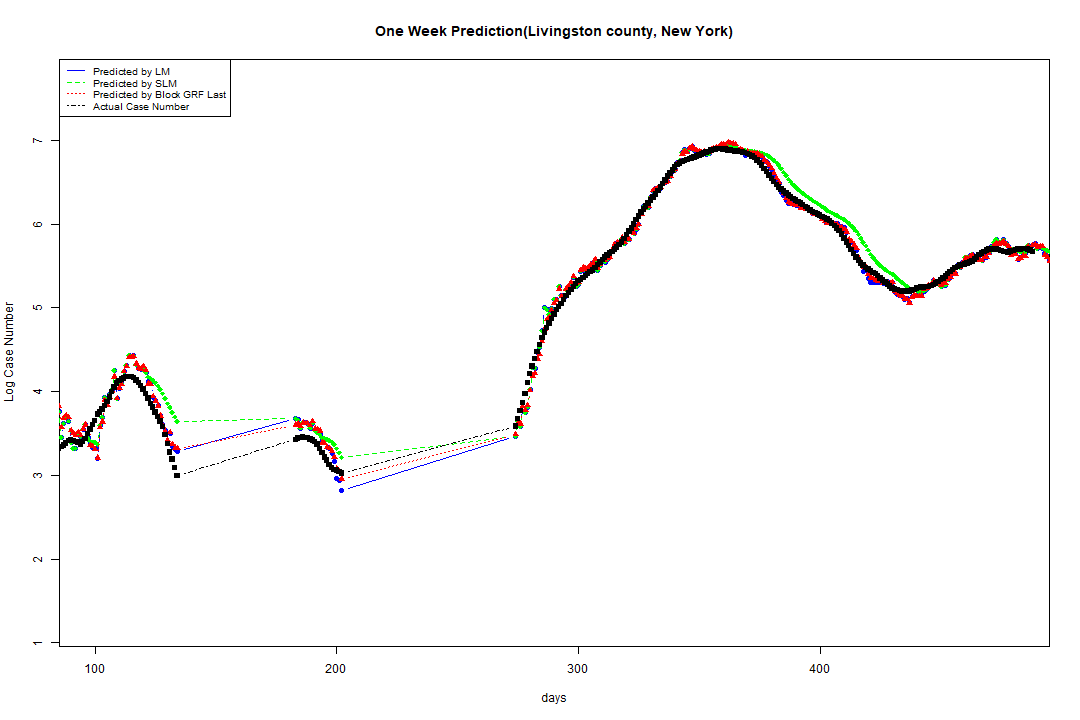 One Week Prediction(Livingston county, New York)
Predicted by LM
Predicted by SLM
Predicted by Block GRF Last
Actual Case Number
Log Case Number
7
6
5
4
3
2
1
100 200 300 400
days